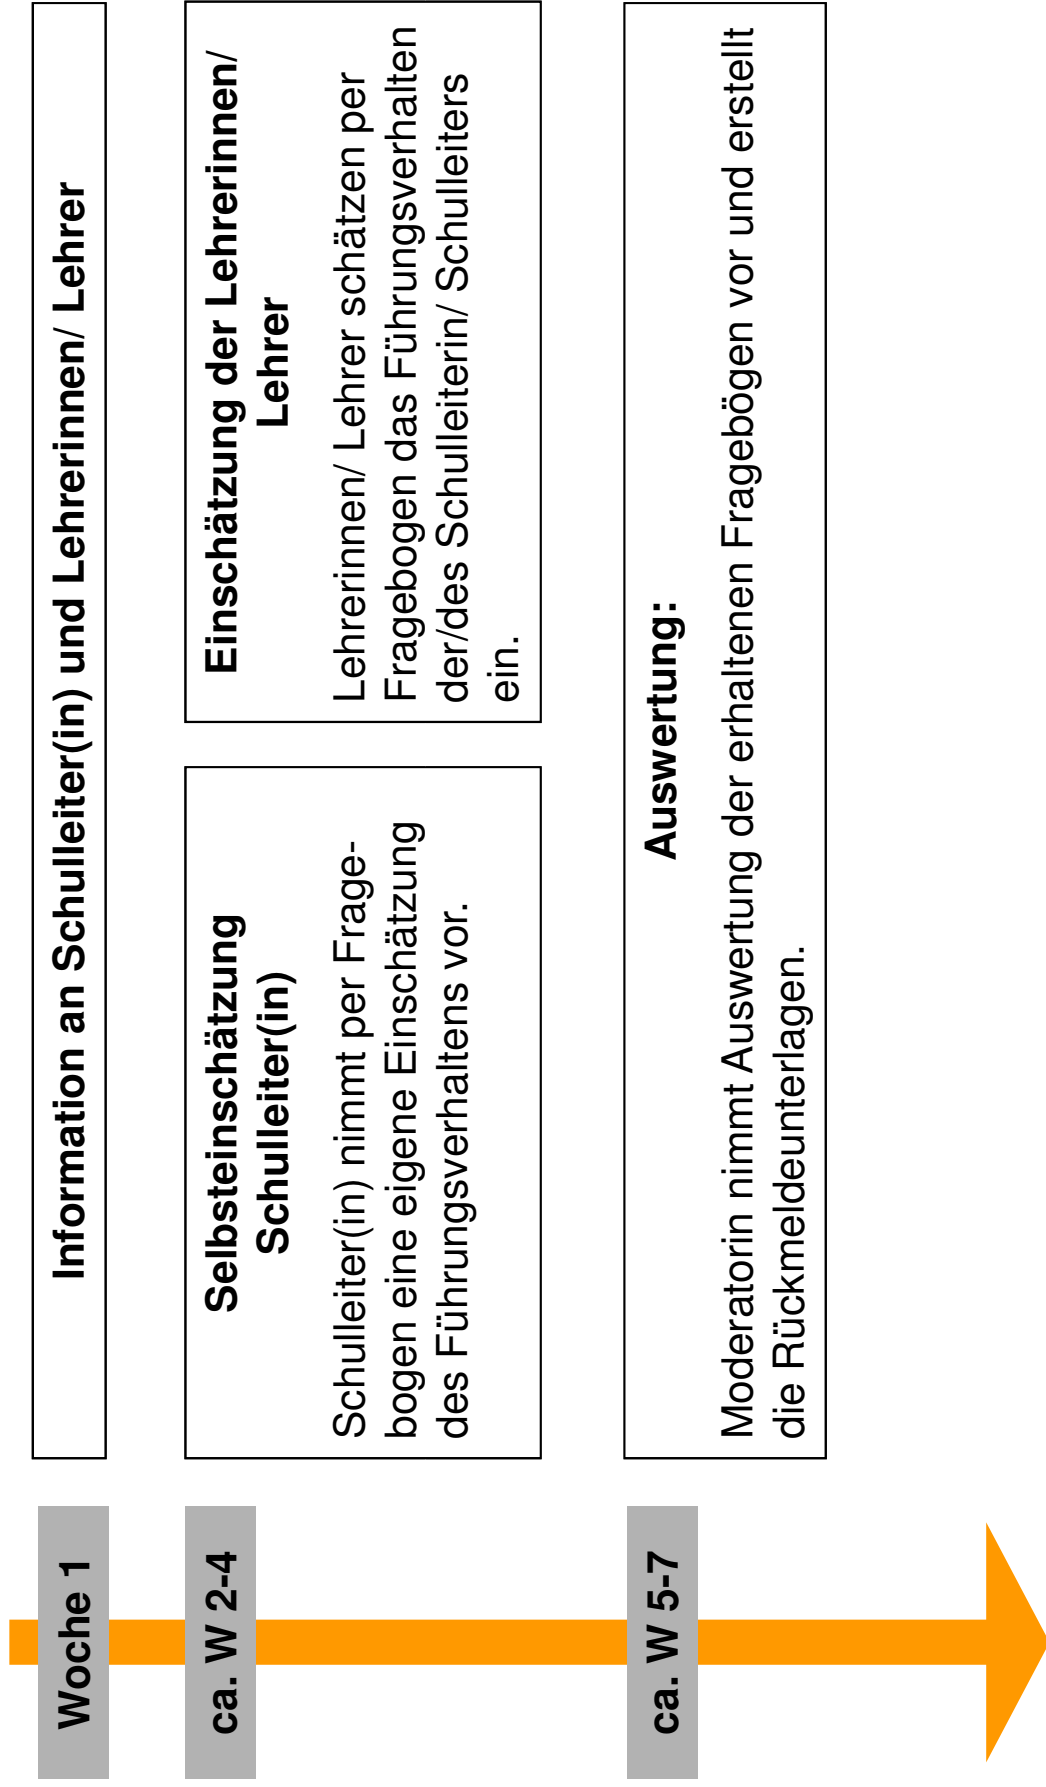 Woche 1
Information an Schulleiter(in) und Lehrerinnen/ Lehrer
ca. W 2-4
Selbsteinschätzung
Schulleiter(in)
Schulleiter(in) nimmt per Frage-
bogen eine eigene Einschätzung
des Führungsverhaltens vor.
Einschätzung der Lehrerinnen/
Lehrer
Lehrerinnen/ Lehrer schätzen per
Fragebogen das Führungsverhalten
der/des Schulleiterin/ Schulleiters
ein.
ca. W 5-7
Auswertung:
Moderatorin nimmt Auswertung der erhaltenen Fragebögen vor und erstellt
die Rückmeldeunterlagen.